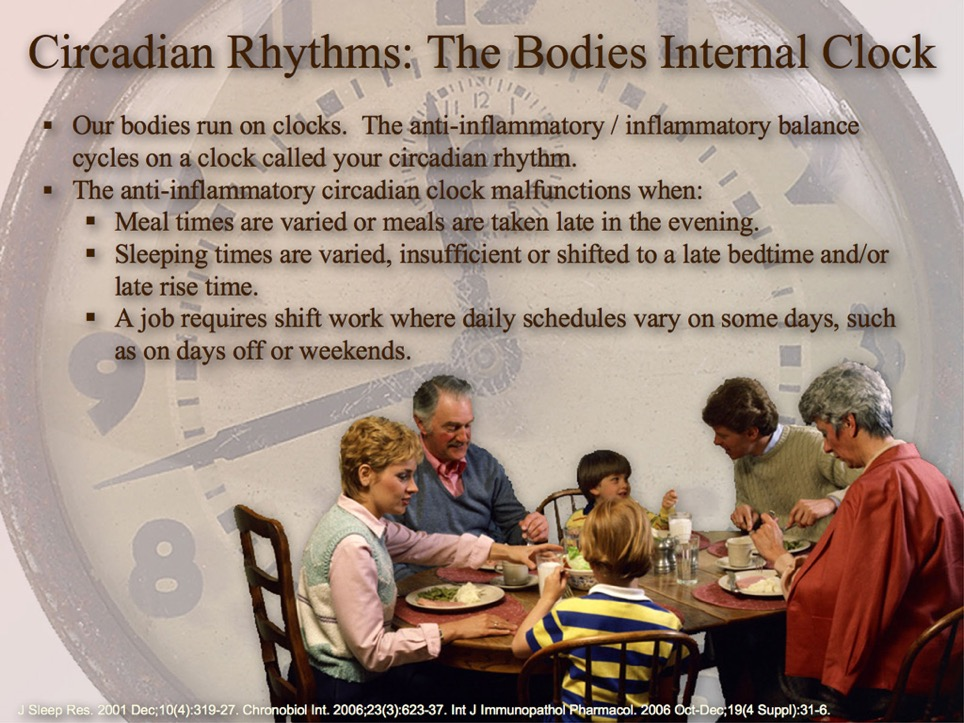 Circadian Rhythms: The Bodies Internal Clock
▪ Our bodies run on clocks.  The anti-inflammatory / inflammatory balance
cycles on a clock called your circadian rhythm.
▪ The anti-inflammatory circadian clock malfunctions when:
▪ Meal times are varied or meals are taken late in the evening.
▪ Sleeping times are varied, insufficient or shifted to a late bedtime and/or
late rise time.
▪ A job requires shift work where daily schedules vary on some days, such
as on days off or weekends.
12
9
3
8
J Sleep Res. 2001 Dec;10(4):319-27. Chronobiol Int. 2006;23(3):623-37. Int J Immunopathol Pharmacol. 2006 Oct-Dec;19(4 Suppl):31-6.